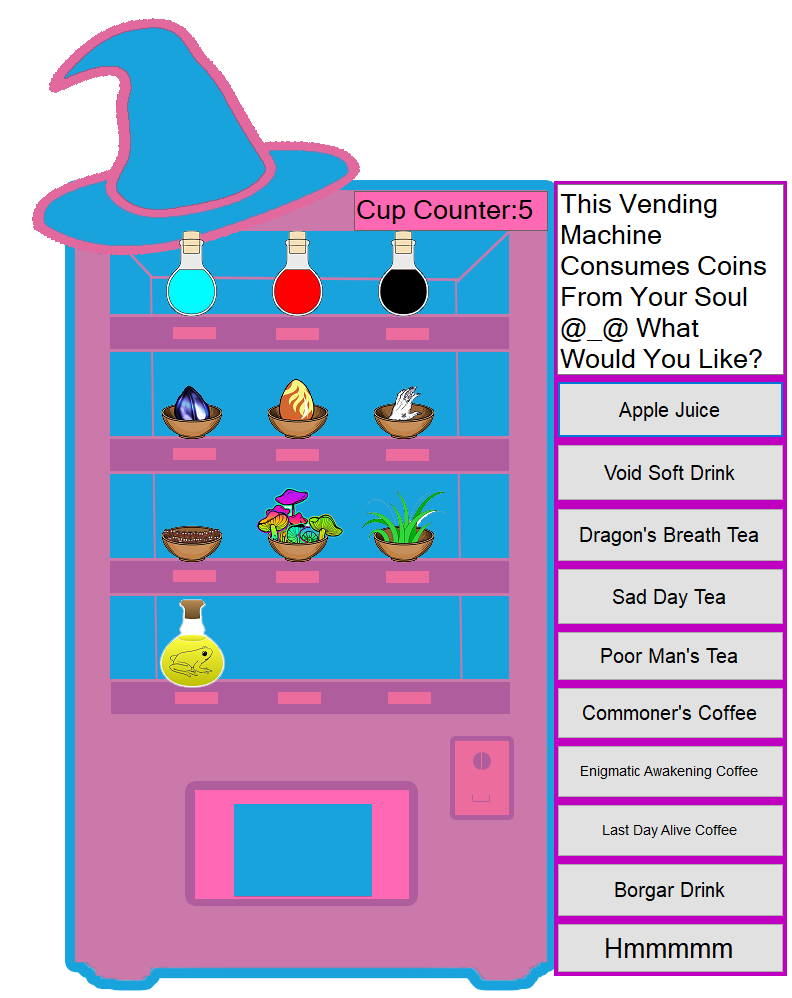 Cup Counter:5
This Vending
Machine
Consumes Coins
From Your Soul
@_@ What
Would You Like?
Apple Juice
Void Soft Drink
Dragon's Breath Tea
Sad Day Tea
Poor Man's Tea
Commoner's Coffee
Enigmatic Awakening Coffee
Last Day Alive Coffee
Borgar Drink
Hmmmmm